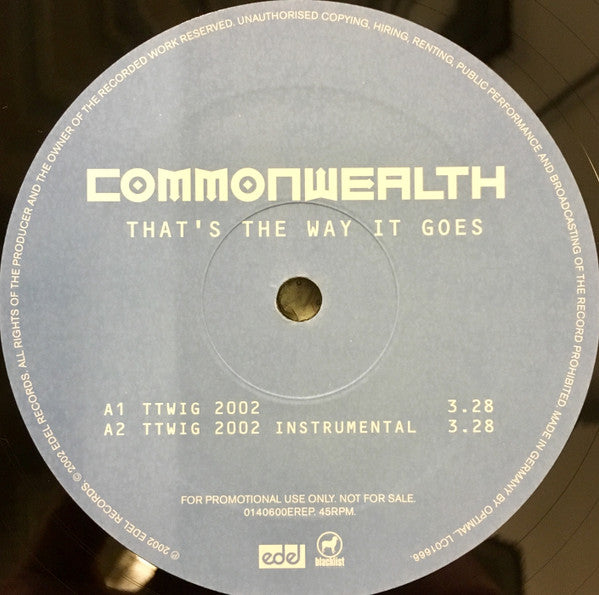 COMMONWEALTH
THAT'S THE WAY IT GOES
A1 TTWIG 2002 3.28
A2 TTWIG 2002 INSTRUMENTAL 3.28
FOR PROMOTIONAL USE ONLY. NOT FOR SALE.
0140600EREP. 45RPM.
edel
blacklist
℗ 2002 EDEL RECORDS. © 2002 EDEL RECORDS. ALL RIGHTS OF THE PRODUCER AND THE OWNER OF THE RECORDED WORK RESERVED. UNAUTHORISED COPYING, HIRING, RENTING, PUBLIC PERFORMANCE AND BROADCASTING OF THE RECORD PROHIBITED. MADE IN GERMANY BY OPTIMAL. LC01868.